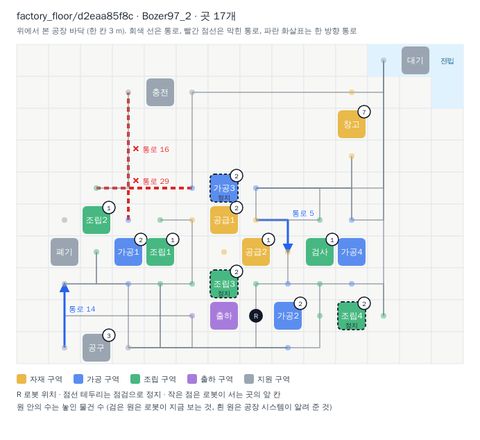 factory_floor/d2eaa85f8c · Bozer97_2 · 곳 17개
위에서 본 공장 바닥 (한 칸 3 m). 회색 선은 통로, 빨간 점선은 막힌 통로, 파란 화살표는 한 방향 통로
대기
전립
충전
7
창고
통로 16
통로 29
2
가공3
정지
1
조립2
2
공급1
통로 5
폐기
2
가공1
1
조립1
1
공급2
1
검사
가공4
2
조립3
정지
통로 14
출하
R
2
가공2
2
조립4
정지
3
공구
자재 구역
가공 구역
조립 구역
출하 구역
지원 구역
R 로봇 위치 · 점선 테두리는 점검으로 정지 · 작은 점은 로봇이 서는 곳의 앞 칸
원 안의 수는 놓인 물건 수 (검은 원은 로봇이 지금 보는 것, 흰 원은 공장 시스템이 알려 준 것)